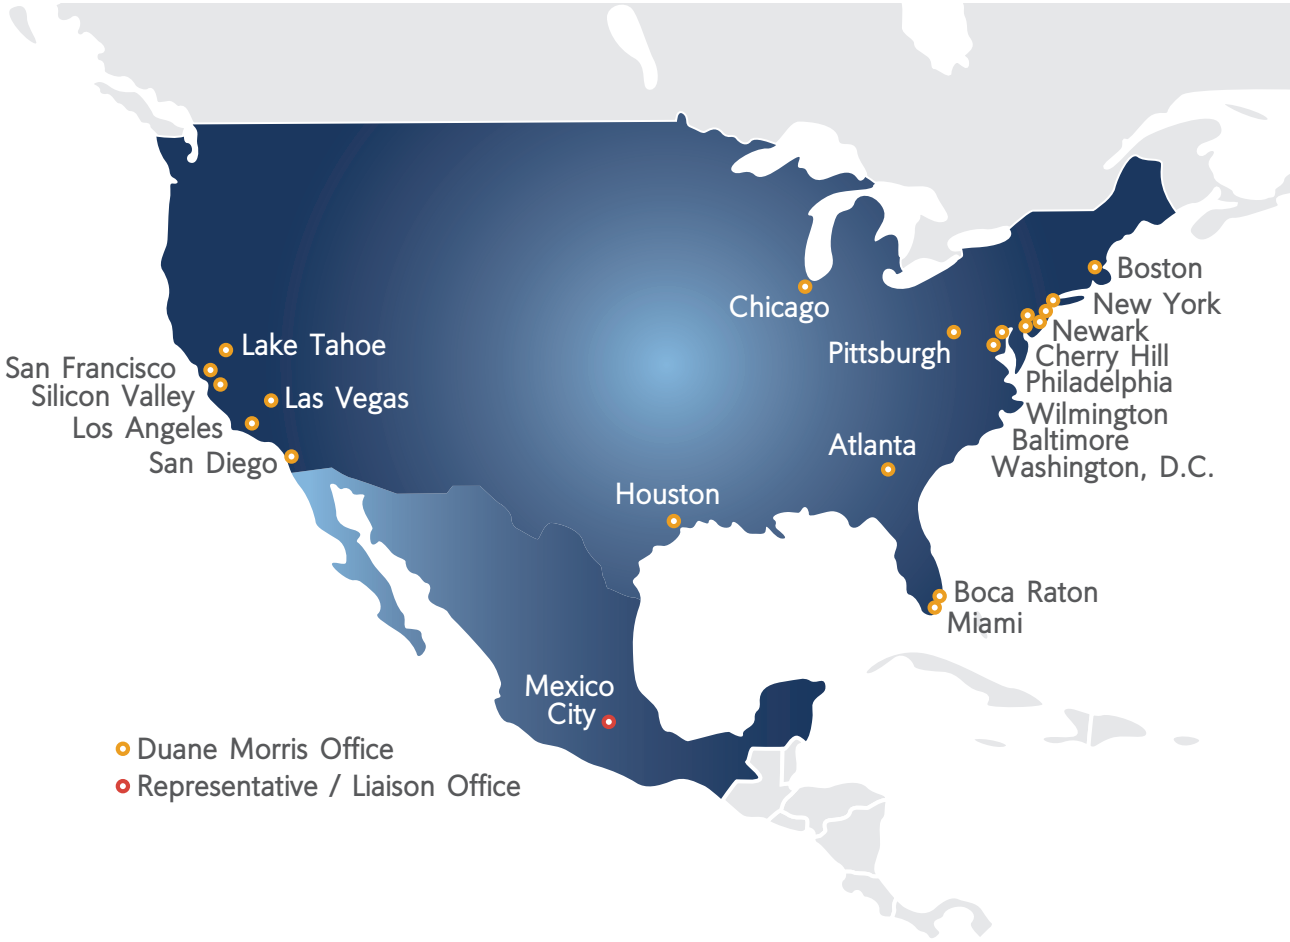 Boston
New York
Chicago
Newark
Lake Tahoe
Pittsburgh
Cherry Hill
San Francisco
Philadelphia
Silicon Valley
Las Vegas
Wilmington
Los Angeles
Baltimore
Atlanta
San Diego
Washington, D.C.
Houston
Boca Raton
Miami
Mexico
City
Duane Morris Office
Representative / Liaison Office